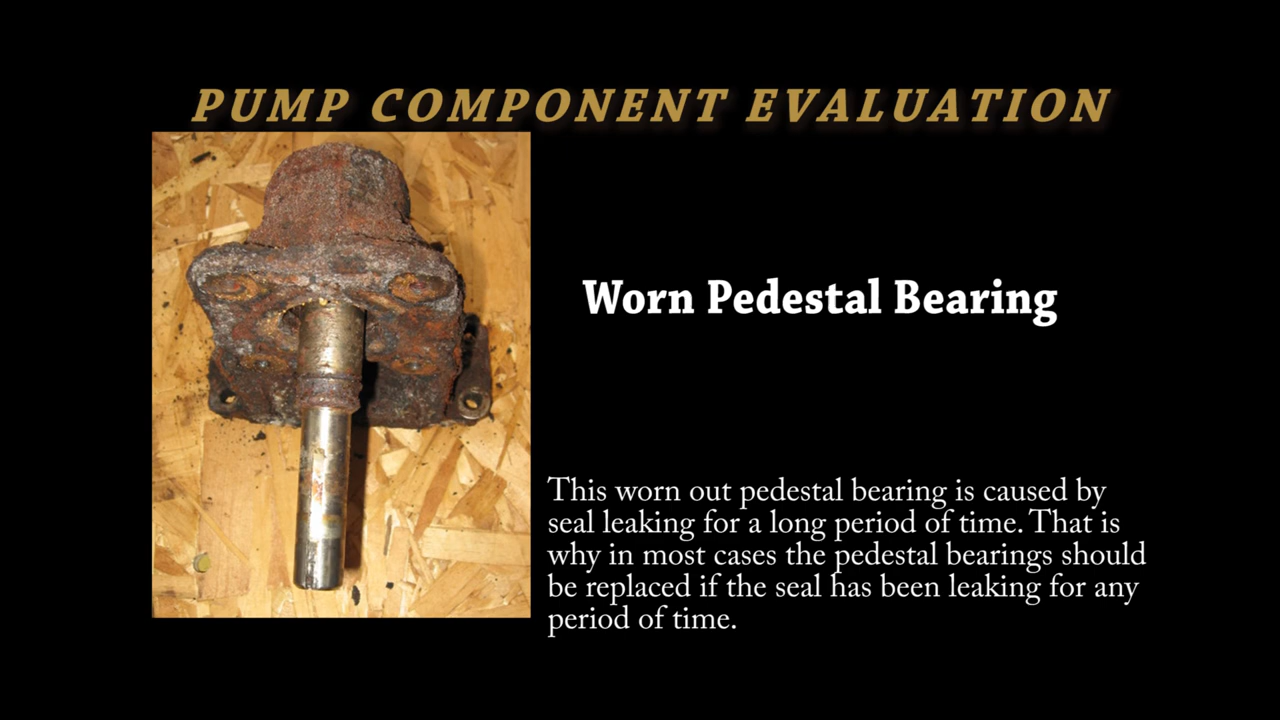 PUMP COMPONENT EVALUATION
Worn Pedestal Bearing
This worn out pedestal bearing is caused by
seal leaking for a long period of time. That is
why in most cases the pedestal bearings should
be replaced if the seal has been leaking for any
period of time.